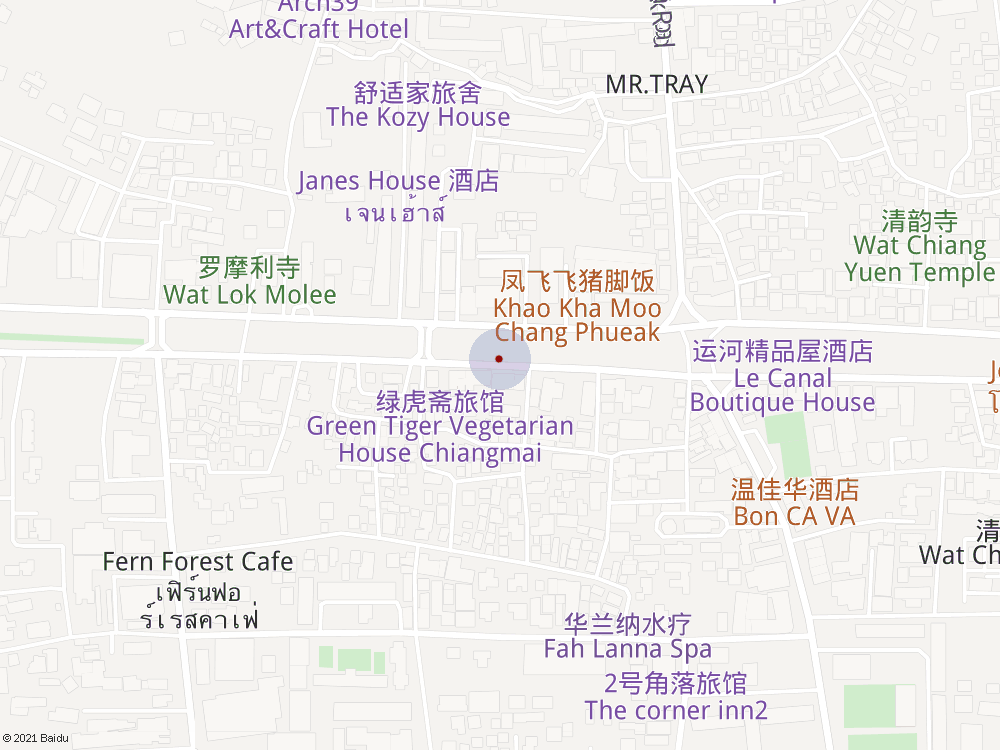 Arch39
Art&Craft Hotel
Road
MR.TRAY
舒适家旅舍
The Kozy House
Janes House 酒店
เจนเฮ้าส์
清韵寺
Wat Chiang
Yuen Temple
罗摩利寺
Wat Lok Molee
凤飞飞猪脚饭
Khao Kha Moo
Chang Phueak
运河精品屋酒店
Le Canal
Boutique House
绿虎斋旅馆
Green Tiger Vegetarian
House Chiangmai
温佳华酒店
Bon CA VA
清
Wat Ch
Fern Forest Cafe
เฟิร์นฟอ
ร์เรสคาเฟ่
华兰纳水疗
Fah Lanna Spa
2号角落旅馆
The corner inn2
© 2021 Baidu